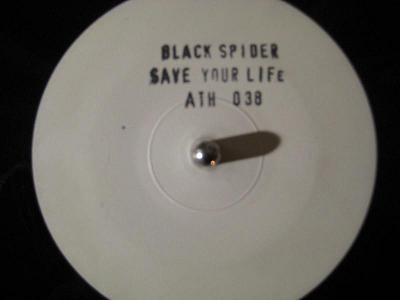 BLACK SPIDER
SAVE YOUR LIFE
ATH 038